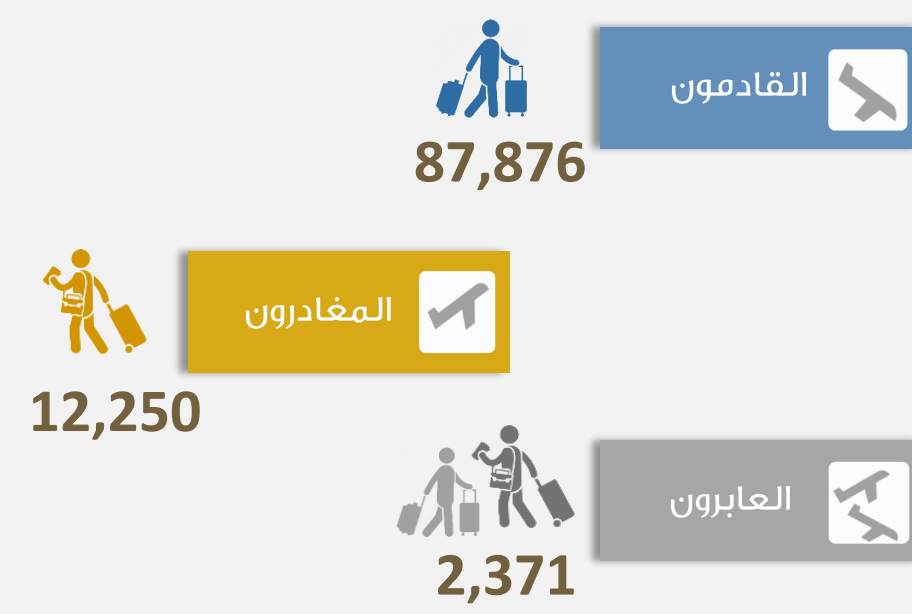 القادمون
87,876
المغادرون
12,250
العابرون
2,371